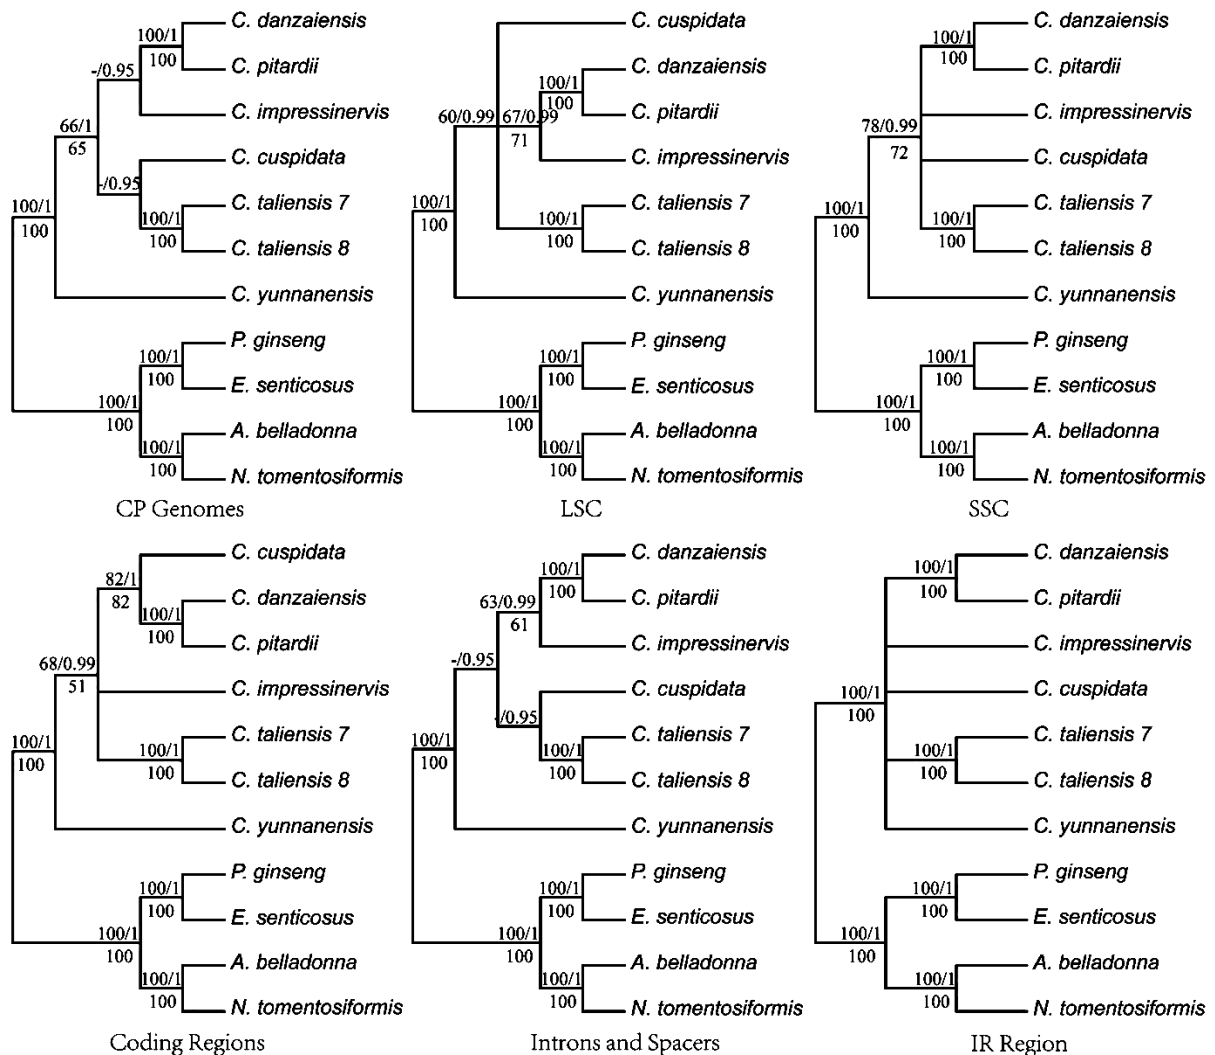 C. danzaiensis
100/1
100
C. pitardii
-/0.95
C. impressinervis
66/1
65
C. cuspidata
-/0.95
C. taliensis 7
100/1
100
C. taliensis 8
100/1
100
C. yunnanensis
P. ginseng
100/1
100
E. senticosus
100/1
100
A. belladonna
100/1
100
N. tomentosiformis
CP Genomes
C. cuspidata
C. danzaiensis
100/1
100
C. pitardii
60/0.99
67/0.99
71
C. impressinervis
C. taliensis 7
100/1
100
C. taliensis 8
100/1
100
C. yunnanensis
P. ginseng
100/1
100
E. senticosus
100/1
100
A. belladonna
100/1
100
N. tomentosiformis
LSC
C. danzaiensis
100/1
100
C. pitardii
C. impressinervis
78/0.99
72
C. cuspidata
C. taliensis 7
100/1
100
C. taliensis 8
100/1
100
C. yunnanensis
P. ginseng
100/1
100
E. senticosus
100/1
100
A. belladonna
100/1
100
N. tomentosiformis
SSC
C. cuspidata
82/1
82
C. danzaiensis
100/1
100
C. pitardii
68/0.99
51
C. impressinervis
C. taliensis 7
100/1
100
C. taliensis 8
100/1
100
C. yunnanensis
P. ginseng
100/1
100
E. senticosus
100/1
100
A. belladonna
100/1
100
N. tomentosiformis
Coding Regions
C. danzaiensis
100/1
100
C. pitardii
63/0.99
61
C. impressinervis
-/0.95
C. cuspidata
-/0.95
C. taliensis 7
100/1
100
C. taliensis 8
100/1
100
C. yunnanensis
P. ginseng
100/1
100
E. senticosus
100/1
100
A. belladonna
100/1
100
N. tomentosiformis
Introns and Spacers
C. danzaiensis
100/1
100
C. pitardii
C. impressinervis
100/1
100
C. cuspidata
C. taliensis 7
100/1
100
C. taliensis 8
C. yunnanensis
P. ginseng
100/1
100
E. senticosus
100/1
100
A. belladonna
100/1
100
N. tomentosiformis
IR Region